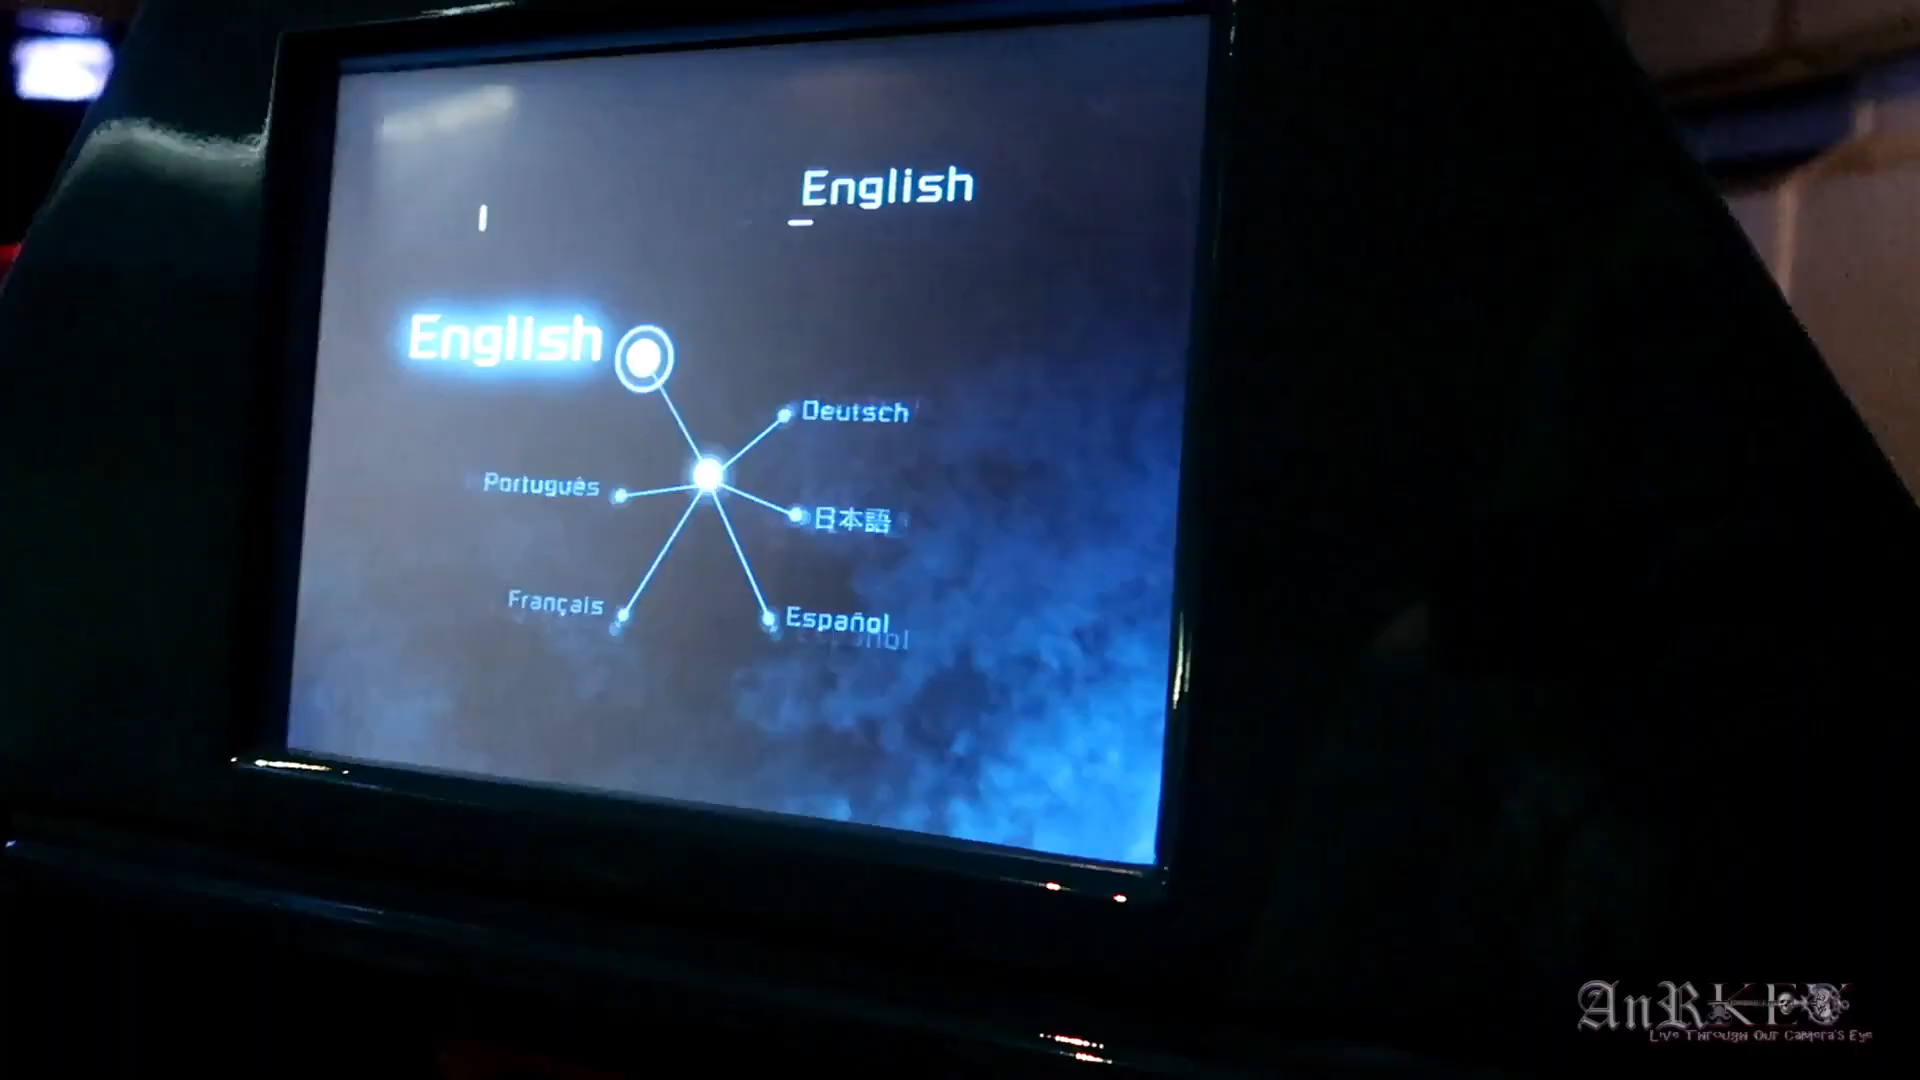 English
English
Deutsch
Português
日本語
Français
Español
AnRKEY
Live Through Our Camera's Eye